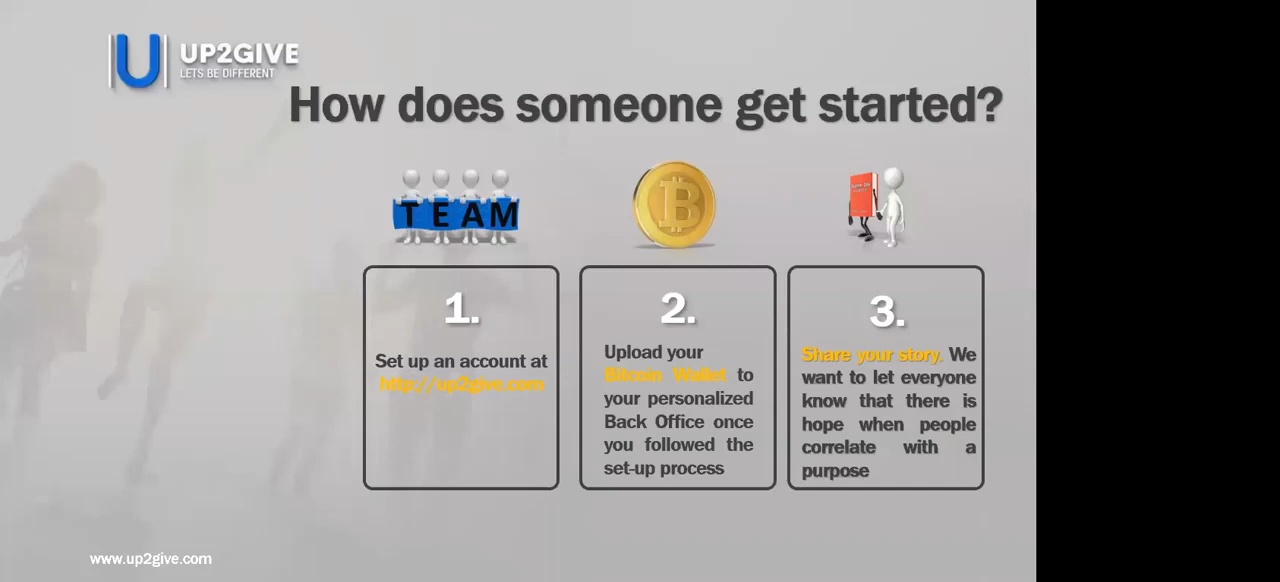 UP2GIVE
LETS BE DIFFERENT
How does someone get started?
TEAM
1.
Set up an account at
http://up2give.com
2.
Upload your
Bitcoin Wallet to
your personalized
Back Office once
you followed the
set-up process
3.
Share your story. We
want to let everyone
know that there is
hope when people
correlate with a
purpose
www.up2give.com